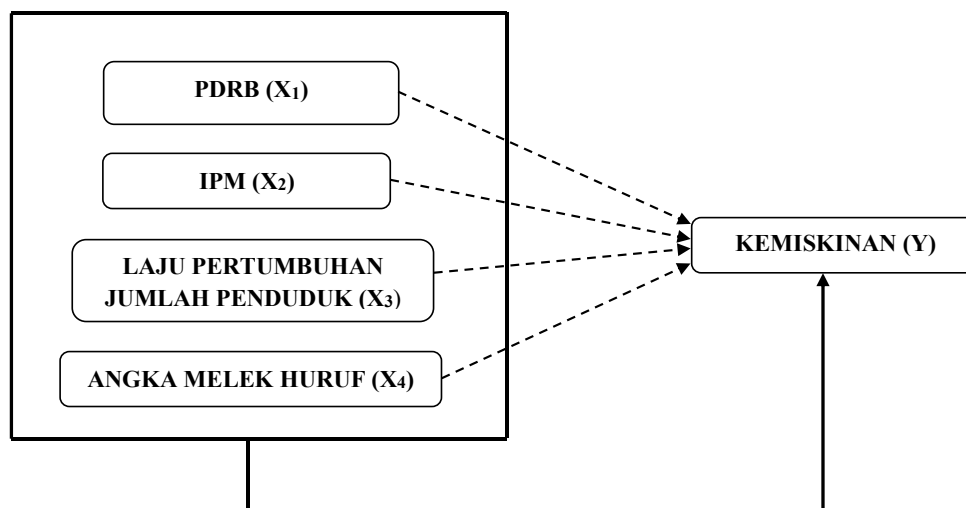 PDRB (X₁)
IPM (X₂)
LAJU PERTUMBUHAN
JUMLAH PENDUDUK (X₃)
ANGKA MELEK HURUF (X₄)
KEMISKINAN (Y)